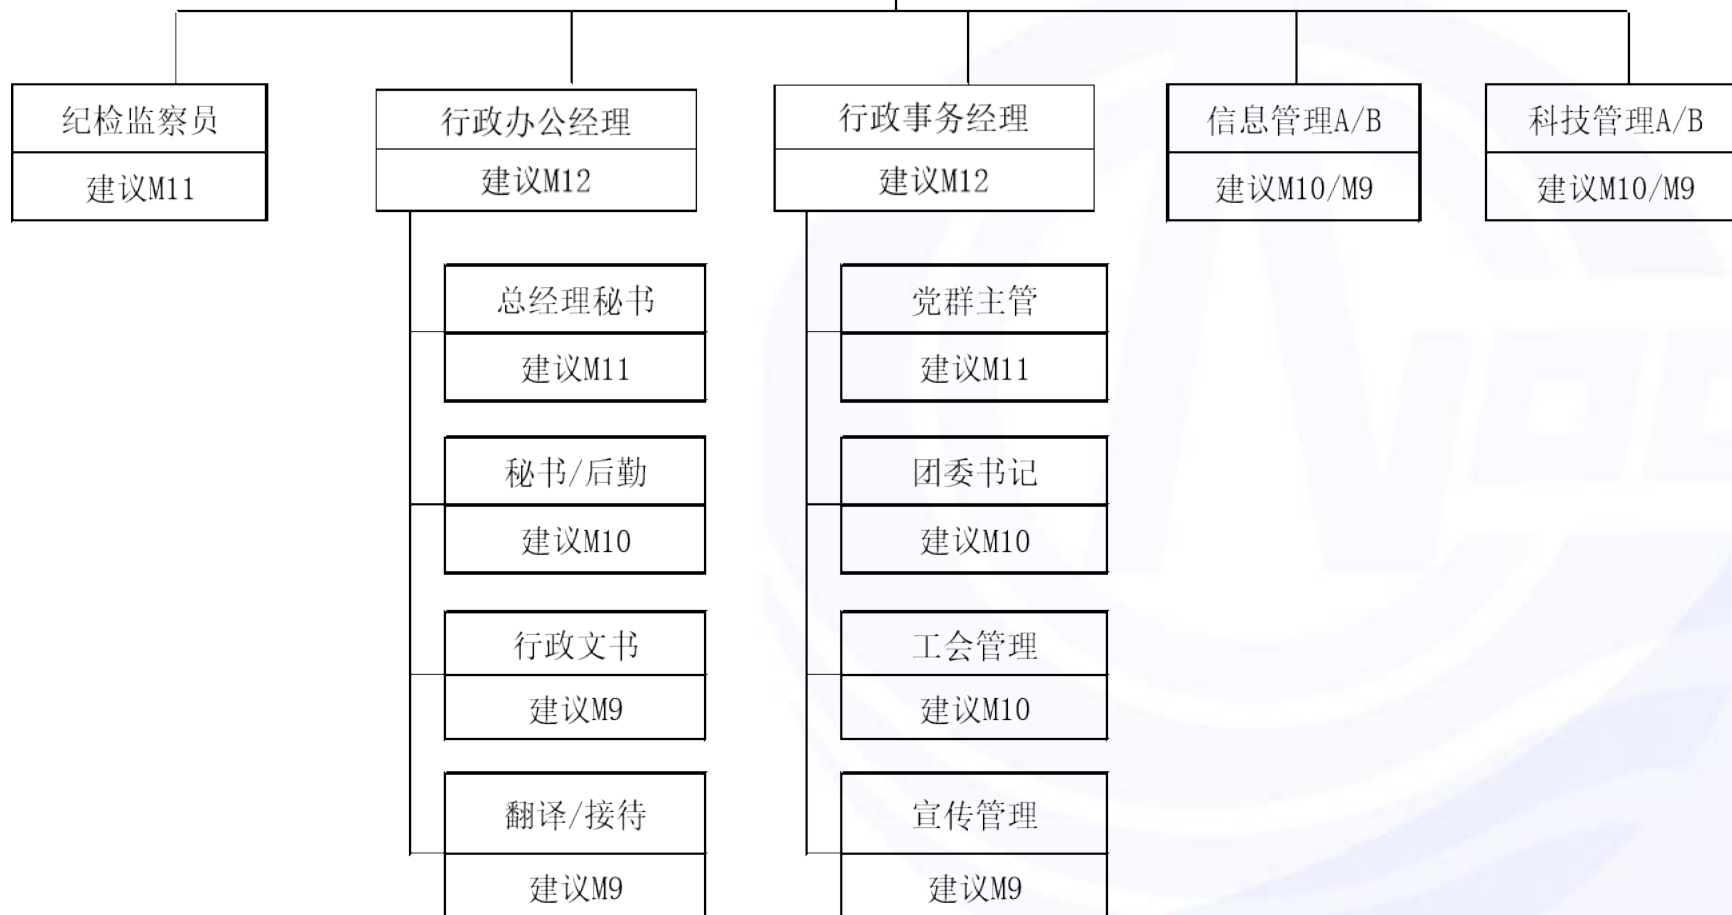 纪检监察员
建议M11
行政办公经理
建议M12
行政事务经理
建议M12
信息管理A/B
建议M10/M9
科技管理A/B
建议M10/M9
总经理秘书
建议M11
秘书/后勤
建议M10
行政文书
建议M9
翻译/接待
建议M9
党群主管
建议M11
团委书记
建议M10
工会管理
建议M10
宣传管理
建议M9